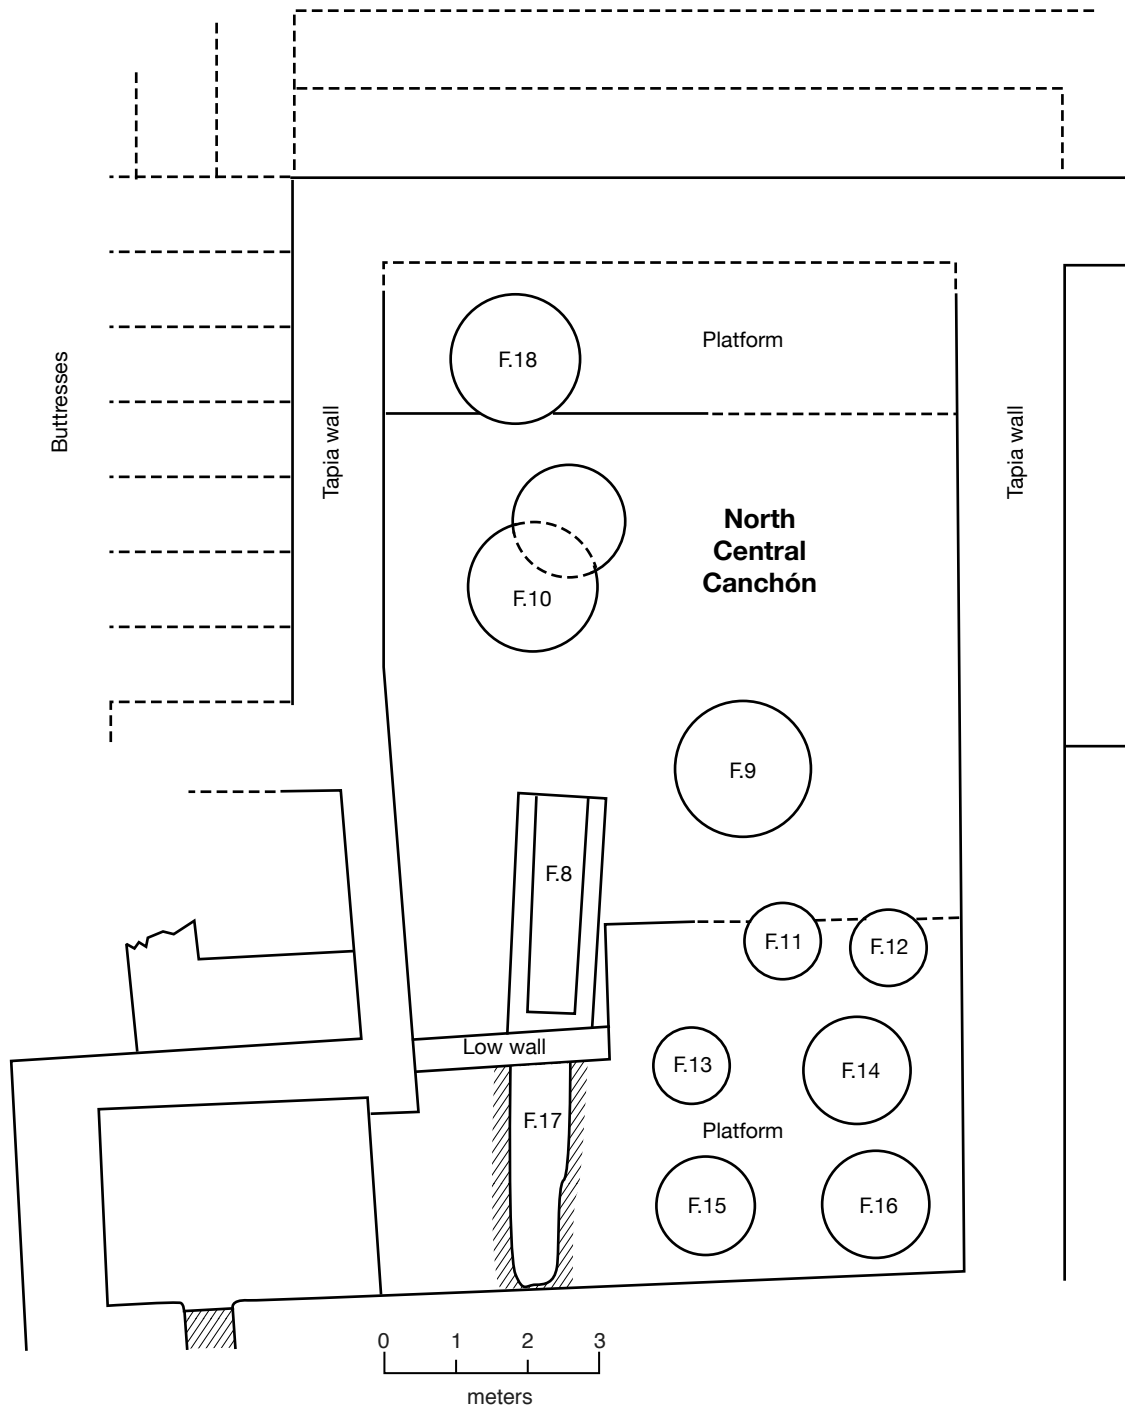 Platform
F.18
Buttresses
Tapia wall
Tapia wall
North
Central
Canchón
F.10
F.9
F.8
F.11
F.12
Low wall
F.13
F.14
F.17
Platform
F.15
F.16
0 1 2 3
meters